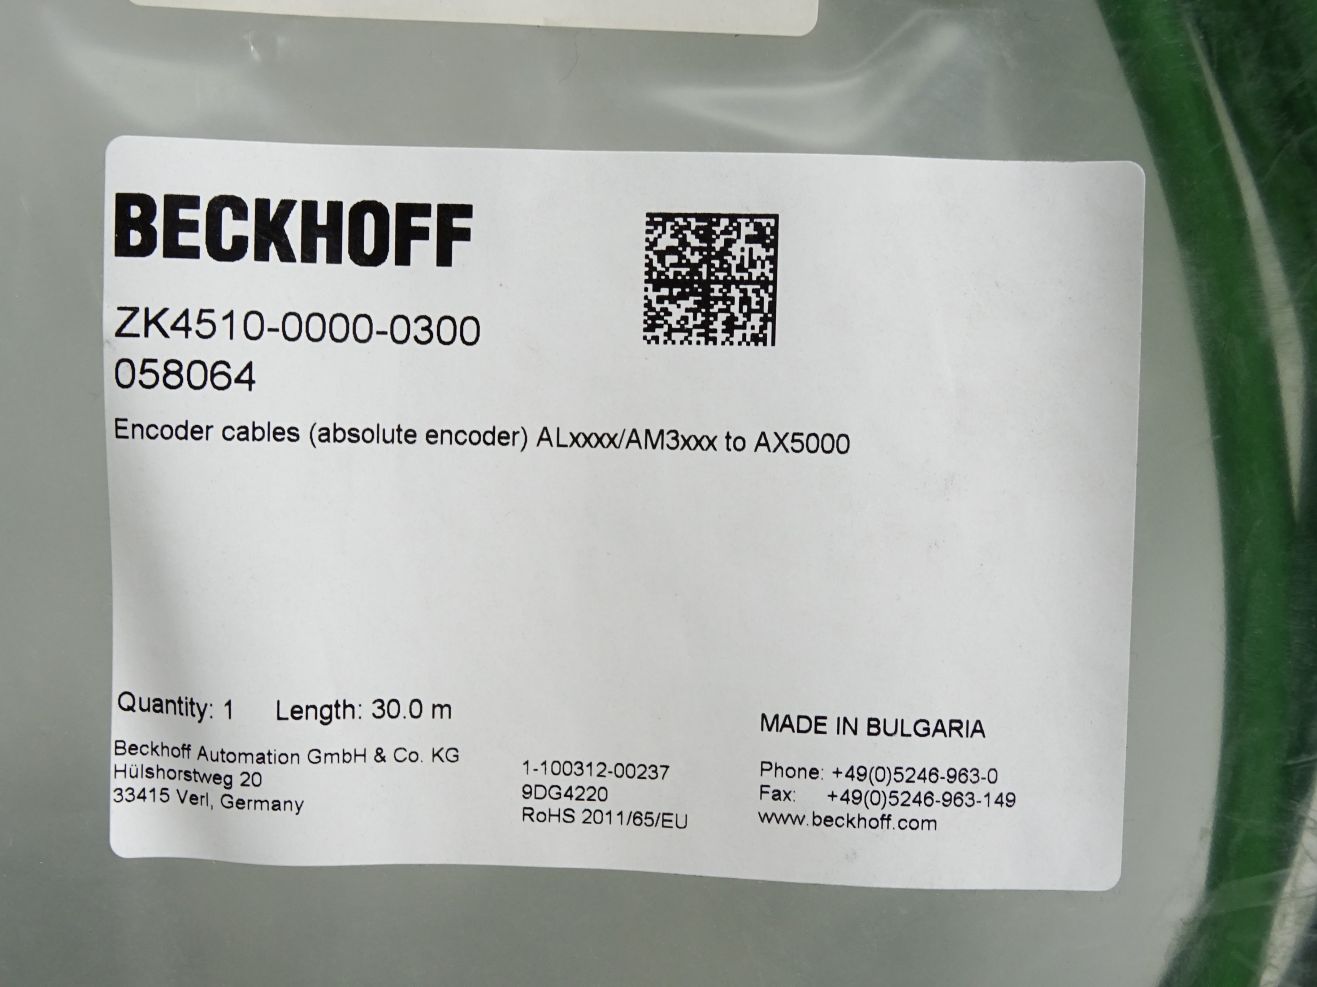 BECKHOFF
ZK4510-0000-0300
058064
Encoder cables (absolute encoder) ALxxxx/AM3xxx to AX5000
Quantity: 1 Length: 30.0 m
Beckhoff Automation GmbH & Co. KG
Hülshorstweg 20
33415 Verl, Germany
1-100312-00237
9DG4220
RoHS 2011/65/EU
MADE IN BULGARIA
Phone: +49(0)5246-963-0
Fax: +49(0)5246-963-149
www.beckhoff.com